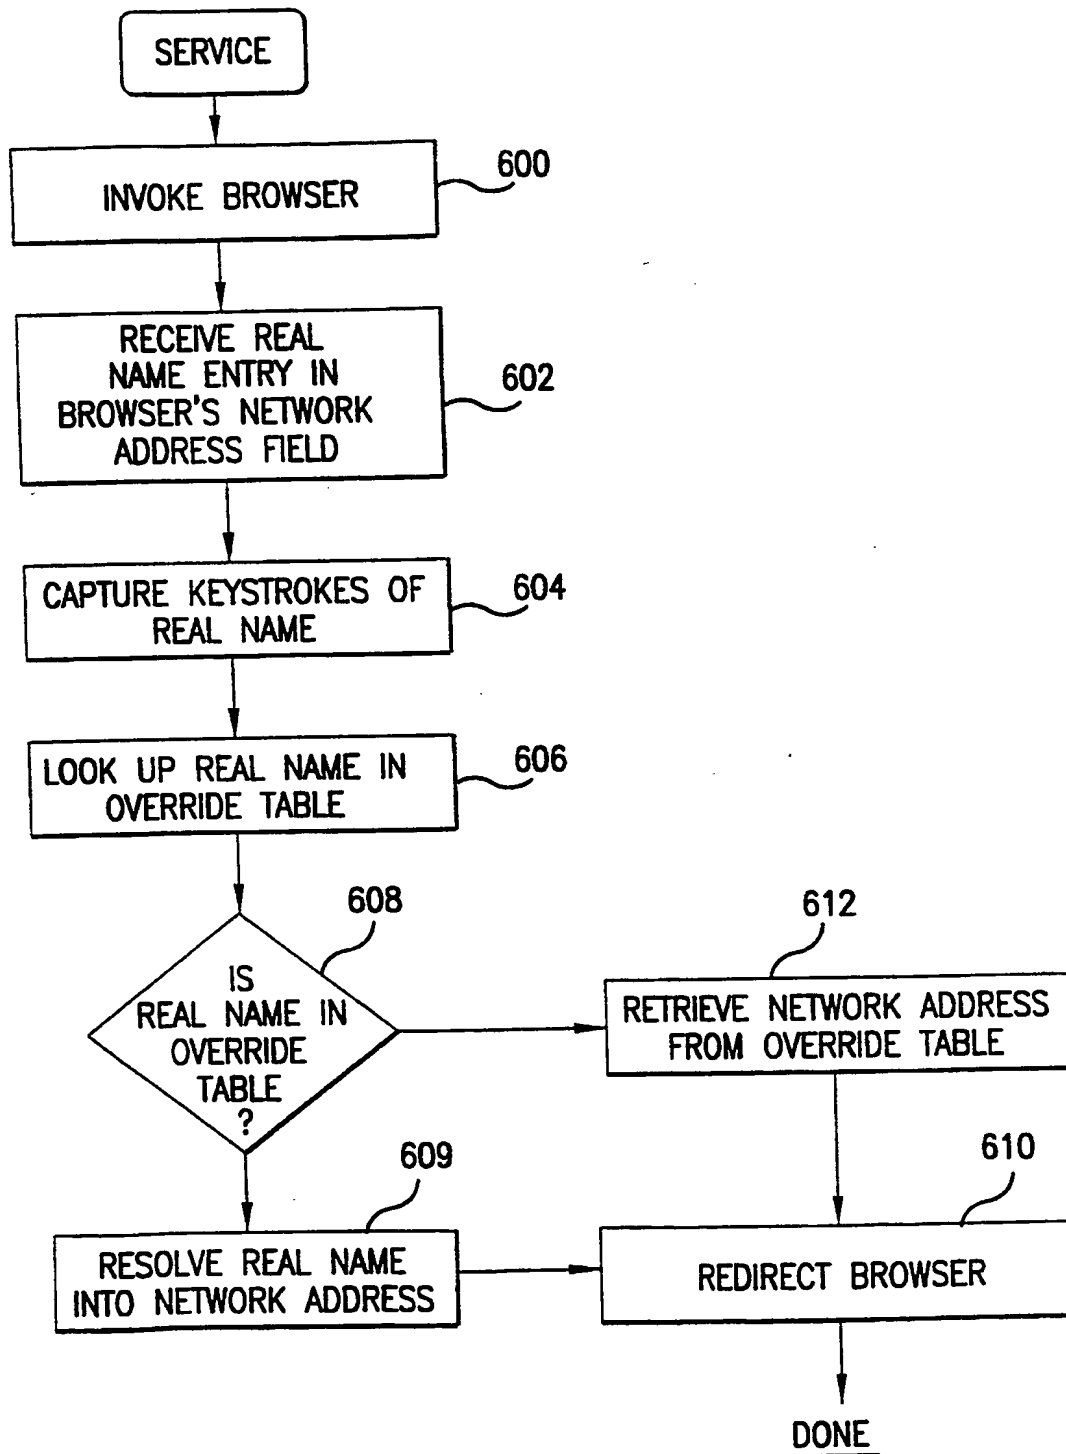 SERVICE
INVOKE BROWSER
600
RECEIVE REAL
NAME ENTRY IN
BROWSER'S NETWORK
ADDRESS FIELD
602
CAPTURE KEYSTROKES OF
REAL NAME
604
LOOK UP REAL NAME IN
OVERRIDE TABLE
606
608
IS
REAL NAME IN
OVERRIDE
TABLE
?
612
RETRIEVE NETWORK ADDRESS
FROM OVERRIDE TABLE
609
RESOLVE REAL NAME
INTO NETWORK ADDRESS
610
REDIRECT BROWSER
DONE